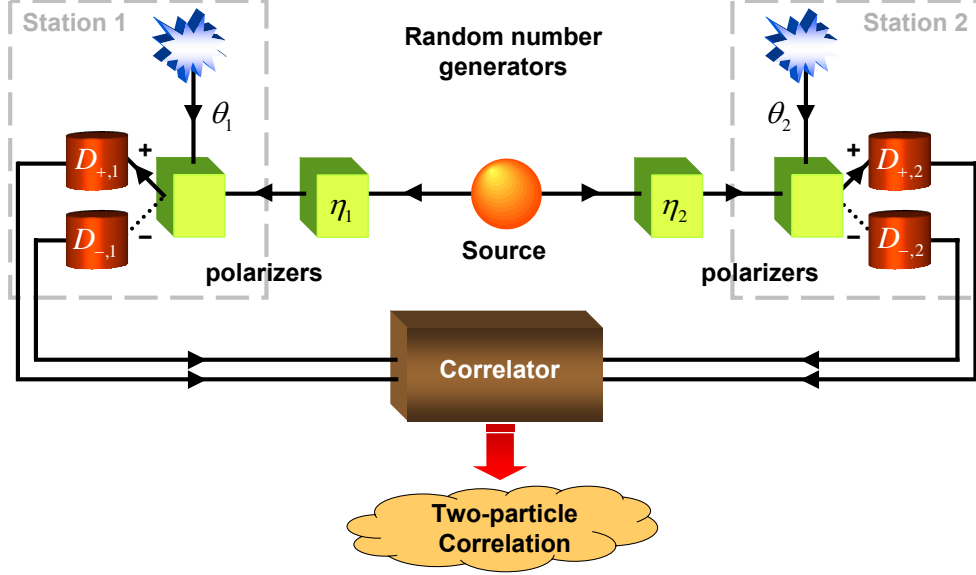 Station 1
Random number
generators
Station 2
θ₁
θ₂
D₊,₁
+
η₁
η₂
+
D₊,₂
D₋,₁
−
Source
−
D₋,₂
polarizers
polarizers
Correlator
Two-particle
Correlation